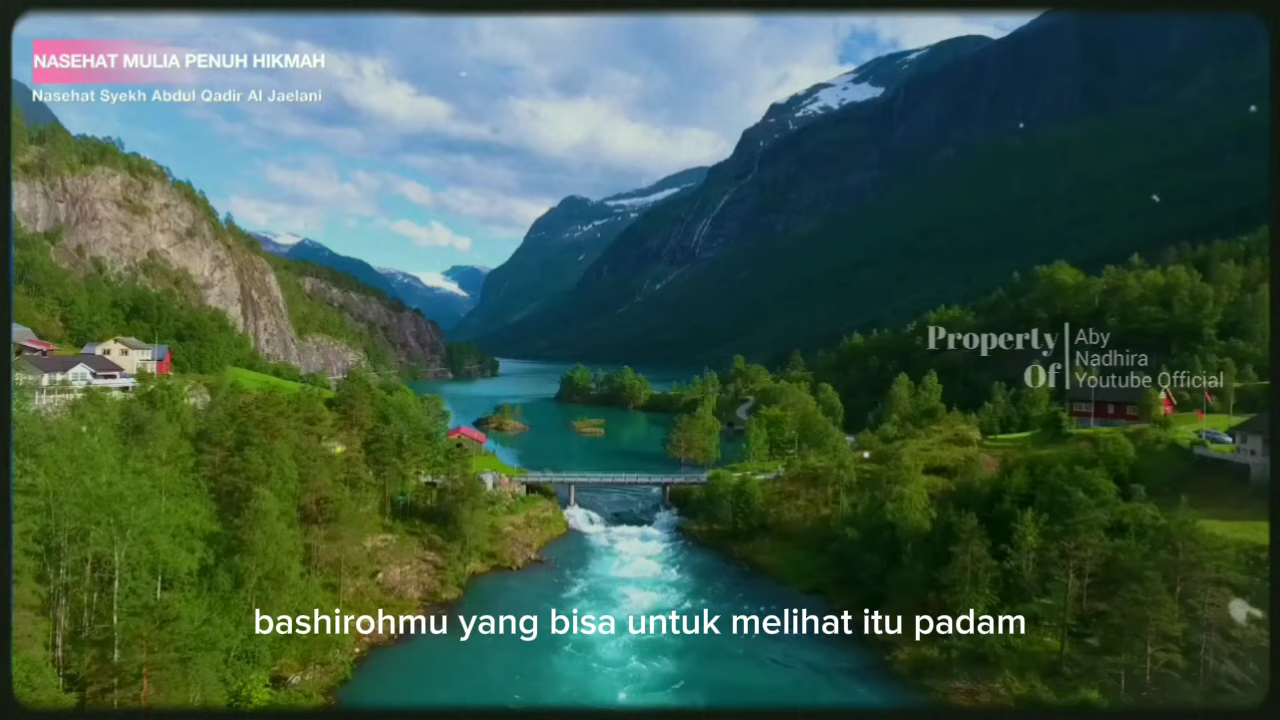 NASEHAT MULIA PENUH HIKMAH
Nasehat Syekh Abdul Qadir Al Jaelani
Property Of
Aby
Nadhira
Youtube Official
bashirohmu yang bisa untuk melihat itu padam